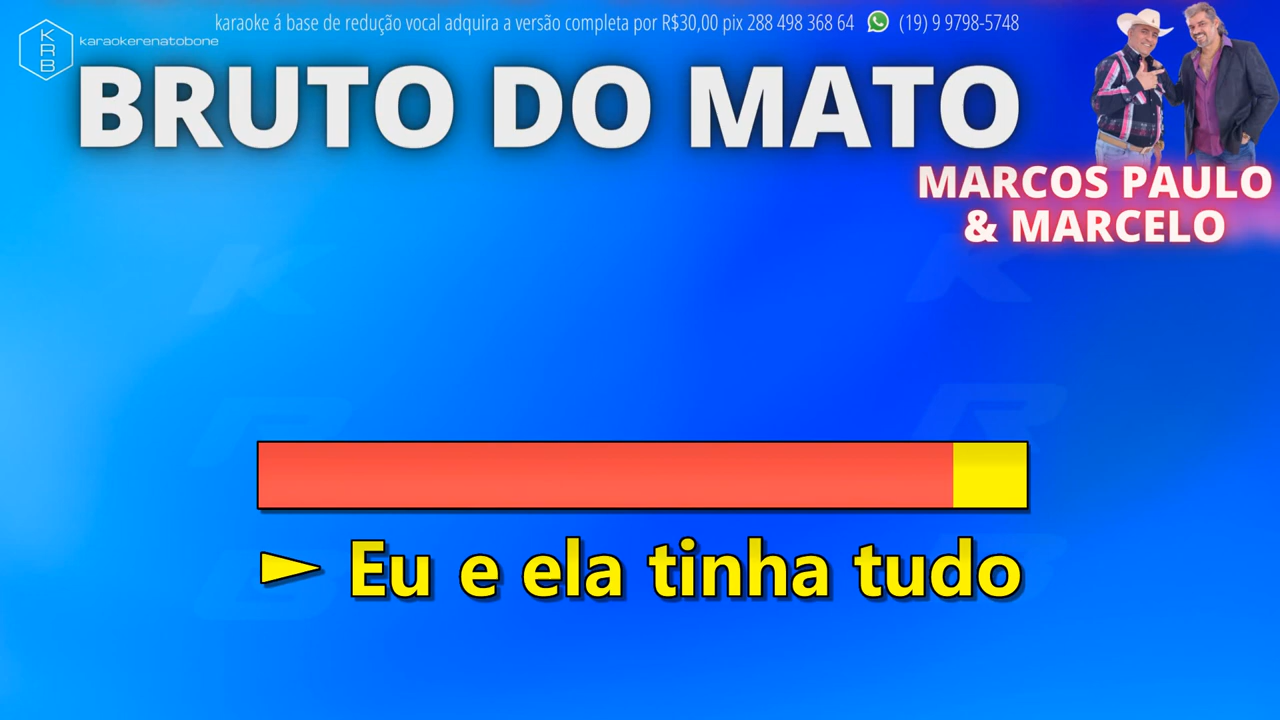 karaoke á base de redução vocal adquira a versão completa por R$30,00 pix 288 498 368 64 (19) 9 9798-5748
KRB
karaokerenatobone
BRUTO DO MATO
MARCOS PAULO
& MARCELO
K K
R R
B B
Eu e ela tinha tudo